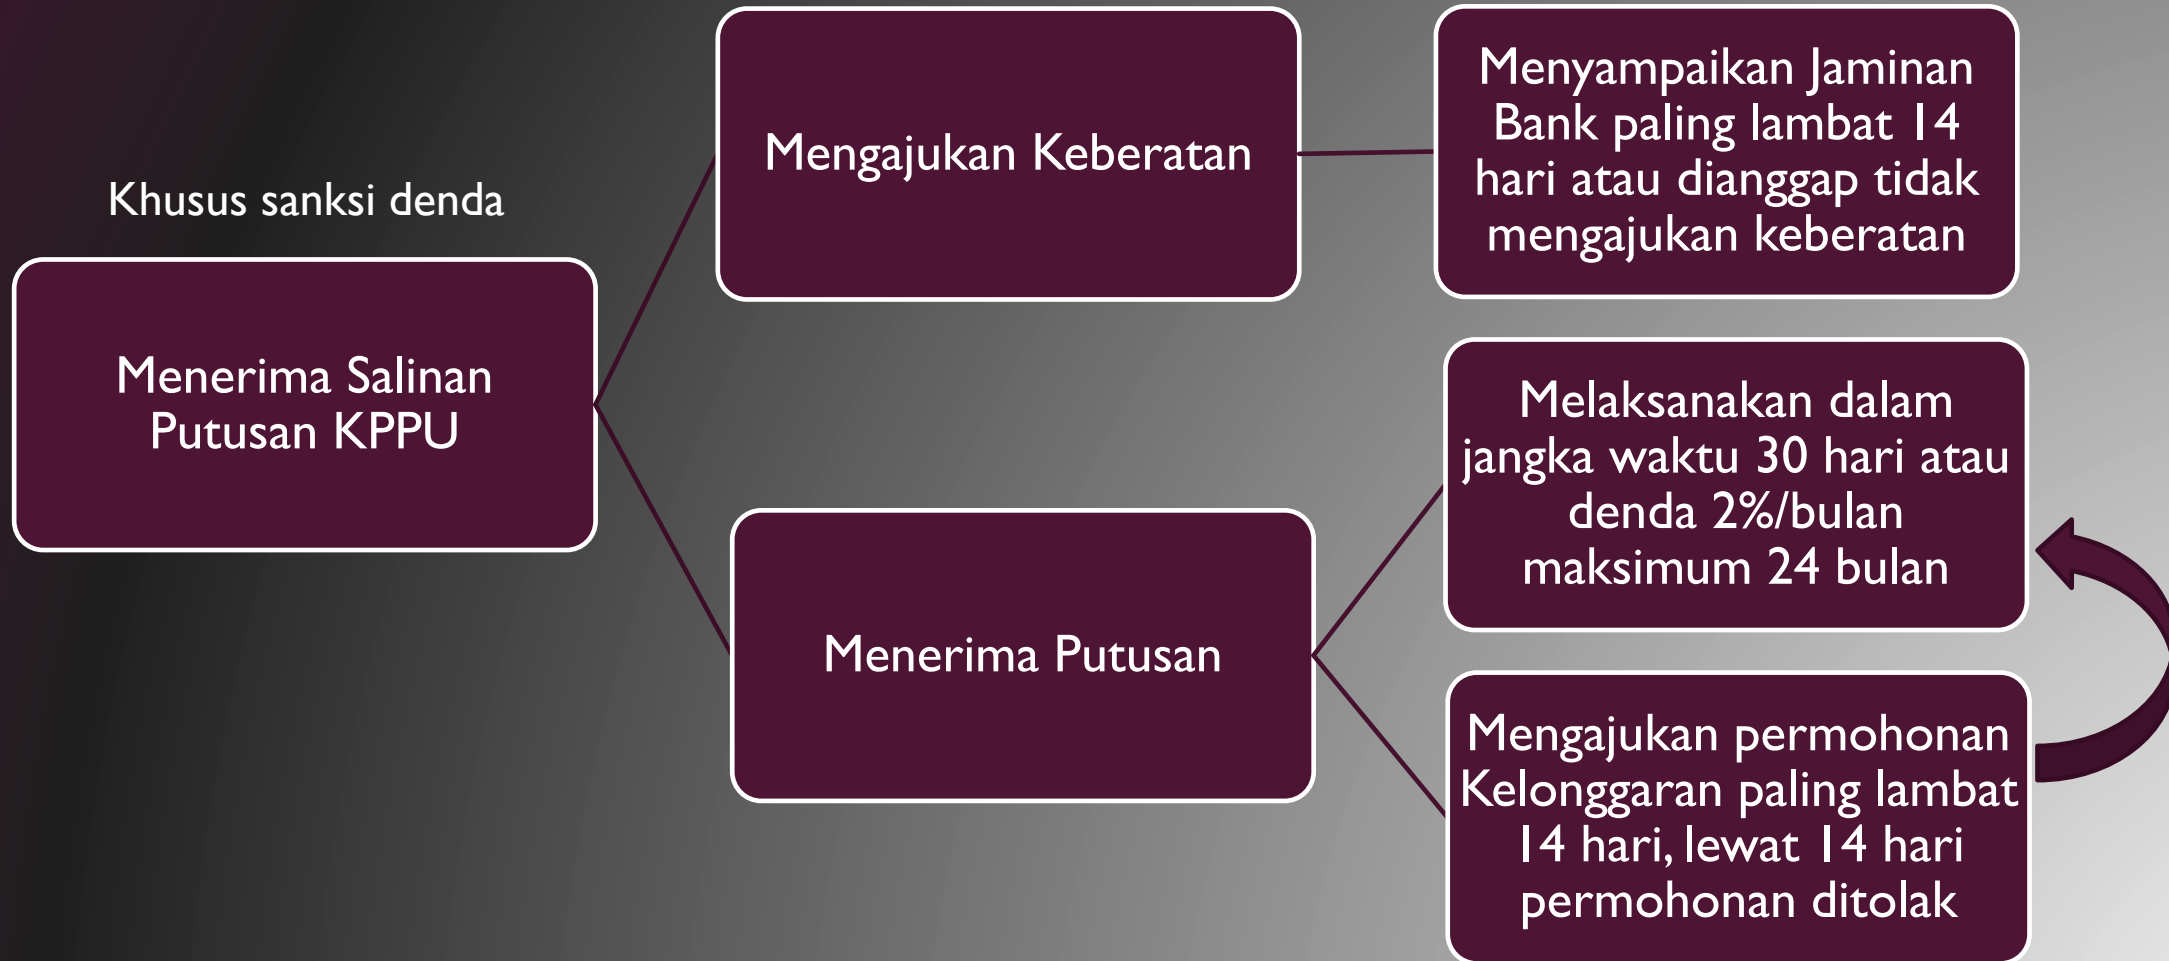 Khusus sanksi denda
Menerima Salinan
Putusan KPPU
Mengajukan Keberatan
Menyampaikan Jaminan
Bank paling lambat 14
hari atau dianggap tidak
mengajukan keberatan
Menerima Putusan
Melaksanakan dalam
jangka waktu 30 hari atau
denda 2%/bulan
maksimum 24 bulan
Mengajukan permohonan
Kelonggaran paling lambat
14 hari, lewat 14 hari
permohonan ditolak